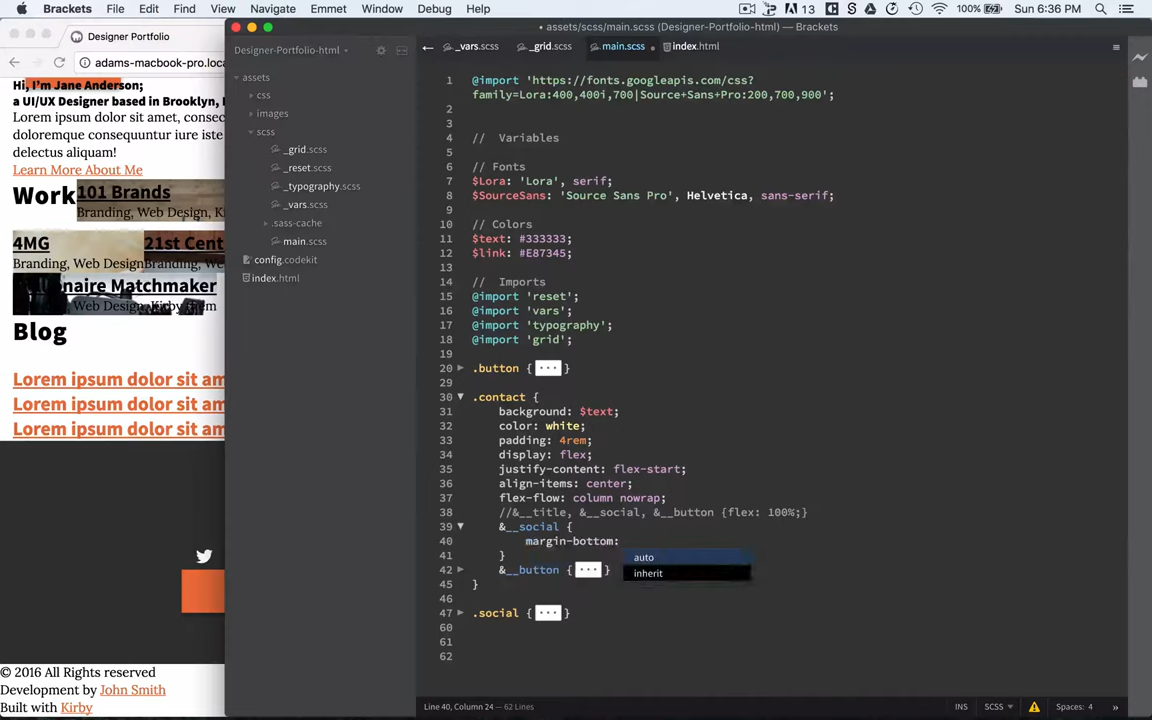 Brackets File Edit Find View Navigate Emmet Window Debug Help 13 100% Sun 6:36 PM
Designer Portfolio
adams-macbook-pro.loca
Hi, I'm Jane Anderson;
a UI/UX Designer based in Brooklyn,
Lorem ipsum dolor sit amet, consec
doloremque consequuntur iure iste
delectus aliquam!
Learn More About Me
Work
101 Brands
Branding, Web Design, Ki
4MG
Branding, Web Design
21st Cent
Branding, We
Matchmaker
Web Design
Blog
Lorem ipsum dolor sit am
Lorem ipsum dolor sit am
Lorem ipsum dolor sit am
© 2016 All Rights reserved
Development by John Smith
Built with Kirby
• assets/scss/main.scss (Designer-Portfolio-html) — Brackets
Designer-Portfolio-html
assets
css
images
scss
_grid.scss
_reset.scss
_typography.scss
_vars.scss
.sass-cache
main.scss
config.codekit
index.html
_vars.scss _grid.scss main.scss index.html
1 @import 'https://fonts.googleapis.com/css?
family=Lora:400,400i,700|Source+Sans+Pro:200,700,900';
2
3
4 // Variables
5
6 // Fonts
7 $Lora: 'Lora', serif;
8 $SourceSans: 'Source Sans Pro', Helvetica, sans-serif;
9
10 // Colors
11 $text: #333333;
12 $link: #E87345;
13
14 // Imports
15 @import 'reset';
16 @import 'vars';
17 @import 'typography';
18 @import 'grid';
19
20 .button { ... }
29
30 .contact {
31 background: $text;
32 color: white;
33 padding: 4rem;
34 display: flex;
35 justify-content: flex-start;
36 align-items: center;
37 flex-flow: column nowrap;
38 //&__title, &__social, &__button {flex: 100%;}
39 &__social {
40 margin-bottom:
auto
inherit
41 }
42 &__button { ... }
45 }
46
47 .social { ... }
60
61
62
Line 40, Column 24 — 62 Lines
INS SCSS Spaces: 4 »